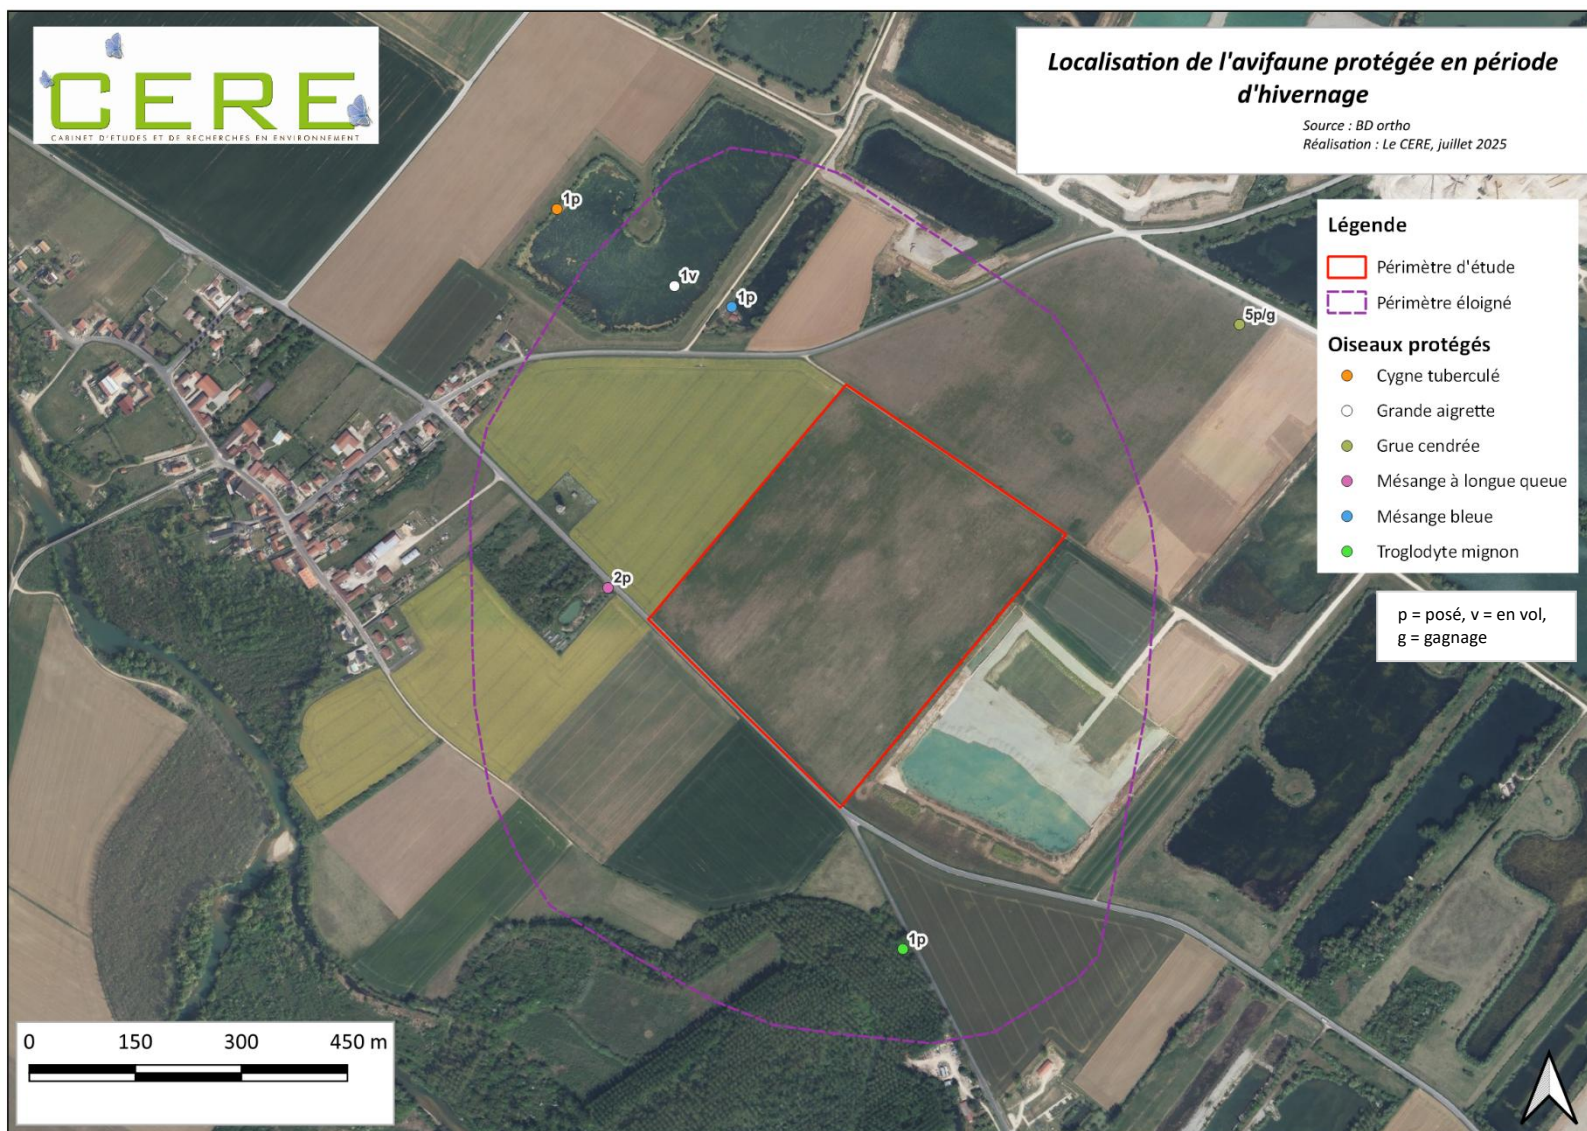 CERE
CABINET D'ETUDES ET DE RECHERCHES EN ENVIRONNEMENT
Localisation de l'avifaune protégée en période
d'hivernage
Source : BD ortho
Réalisation : Le CERE, juillet 2025
Légende
Périmètre d'étude
Périmètre éloigné
Oiseaux protégés
Cygne tuberculé
Grande aigrette
Grue cendrée
Mésange à longue queue
Mésange bleue
Troglodyte mignon
p = posé, v = en vol,
g = gagnage
1p
1v
1p
5p/g
2p
1p
0 150 300 450 m